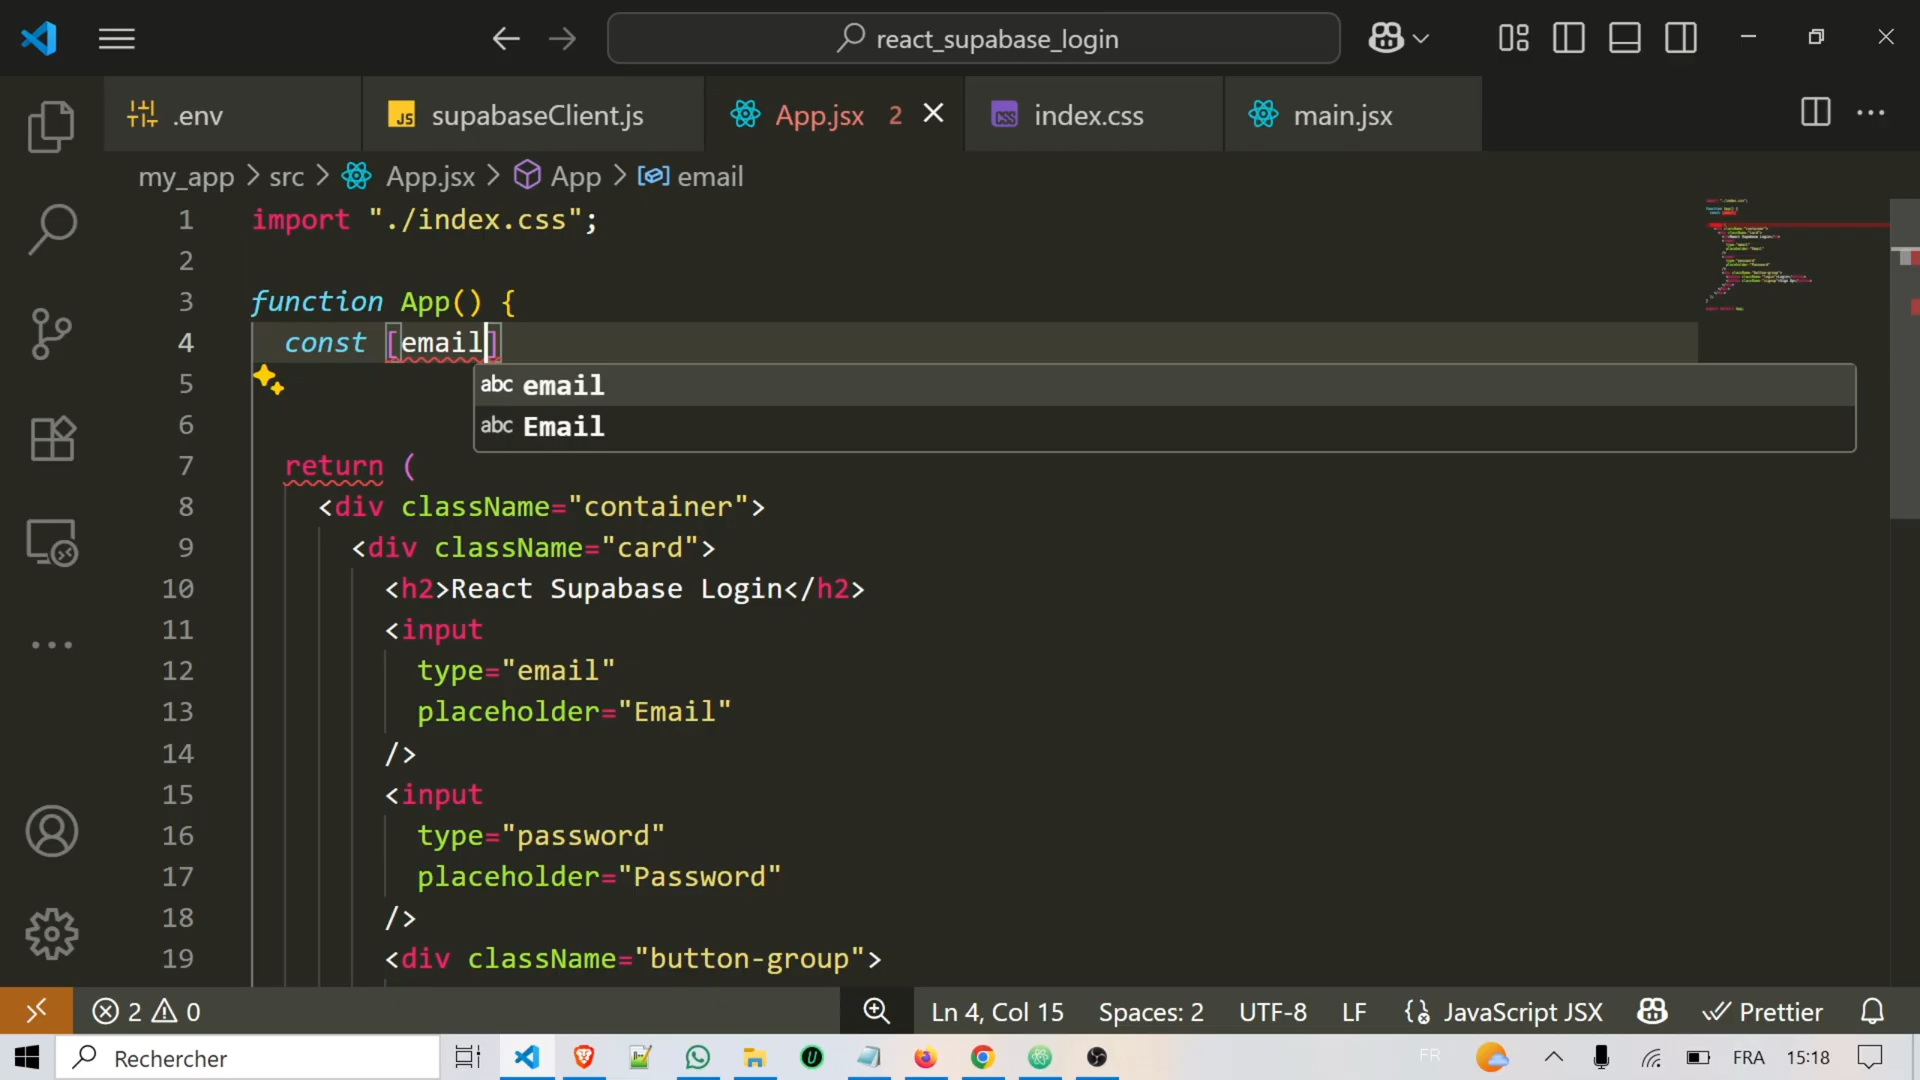 react_supabase_login
.env
JS supabaseClient.js
App.jsx 2
CSS index.css
main.jsx
my_app > src > App.jsx > App > email
1 import "./index.css";
2
3 function App() {
4 const [email]
5
6
7 return (
8 <div className="container">
9 <div className="card">
10 <h2>React Supabase Login</h2>
11 <input
12 type="email"
13 placeholder="Email"
14 />
15 <input
16 type="password"
17 placeholder="Password"
18 />
19 <div className="button-group">
abc email
abc Email
2 0
Ln 4, Col 15
Spaces: 2
UTF-8
LF
JavaScript JSX
Prettier
Rechercher
FR
FRA
15:18